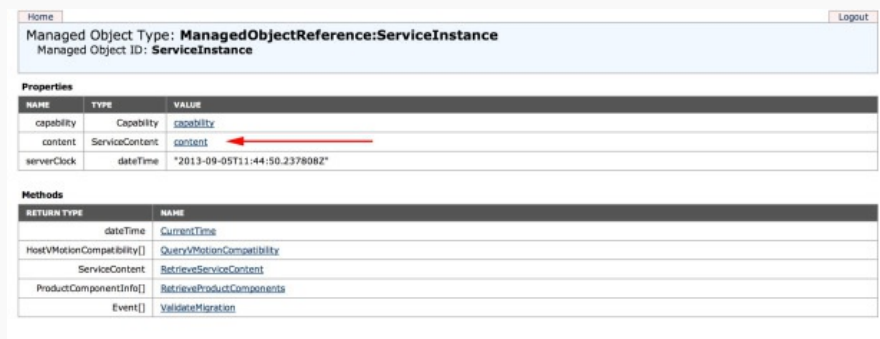 Home Logout
Managed Object Type: ManagedObjectReference:ServiceInstance
Managed Object ID: ServiceInstance
Properties
NAME TYPE VALUE
capability Capability capability
content ServiceContent content
serverClock dateTime "2013-09-05T11:44:50.237808Z"
Methods
RETURN TYPE NAME
dateTime CurrentTime
HostVMotionCompatibility[] QueryVMotionCompatibility
ServiceContent RetrieveServiceContent
ProductComponentInfo[] RetrieveProductComponents
Event[] ValidateMigration